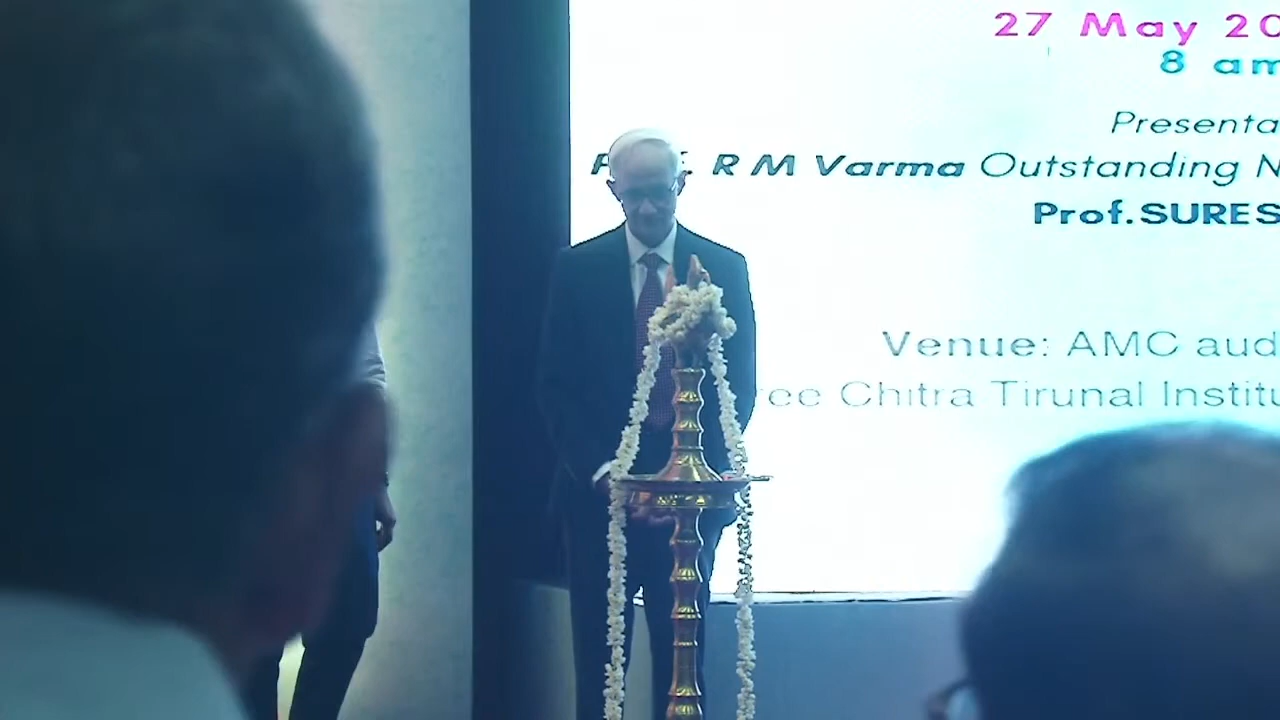 27 May 20
8 am
Presenta
R M Varma Outstanding N
Prof.SURES
Venue: AMC aud
ree Chitra Tirunal Institu